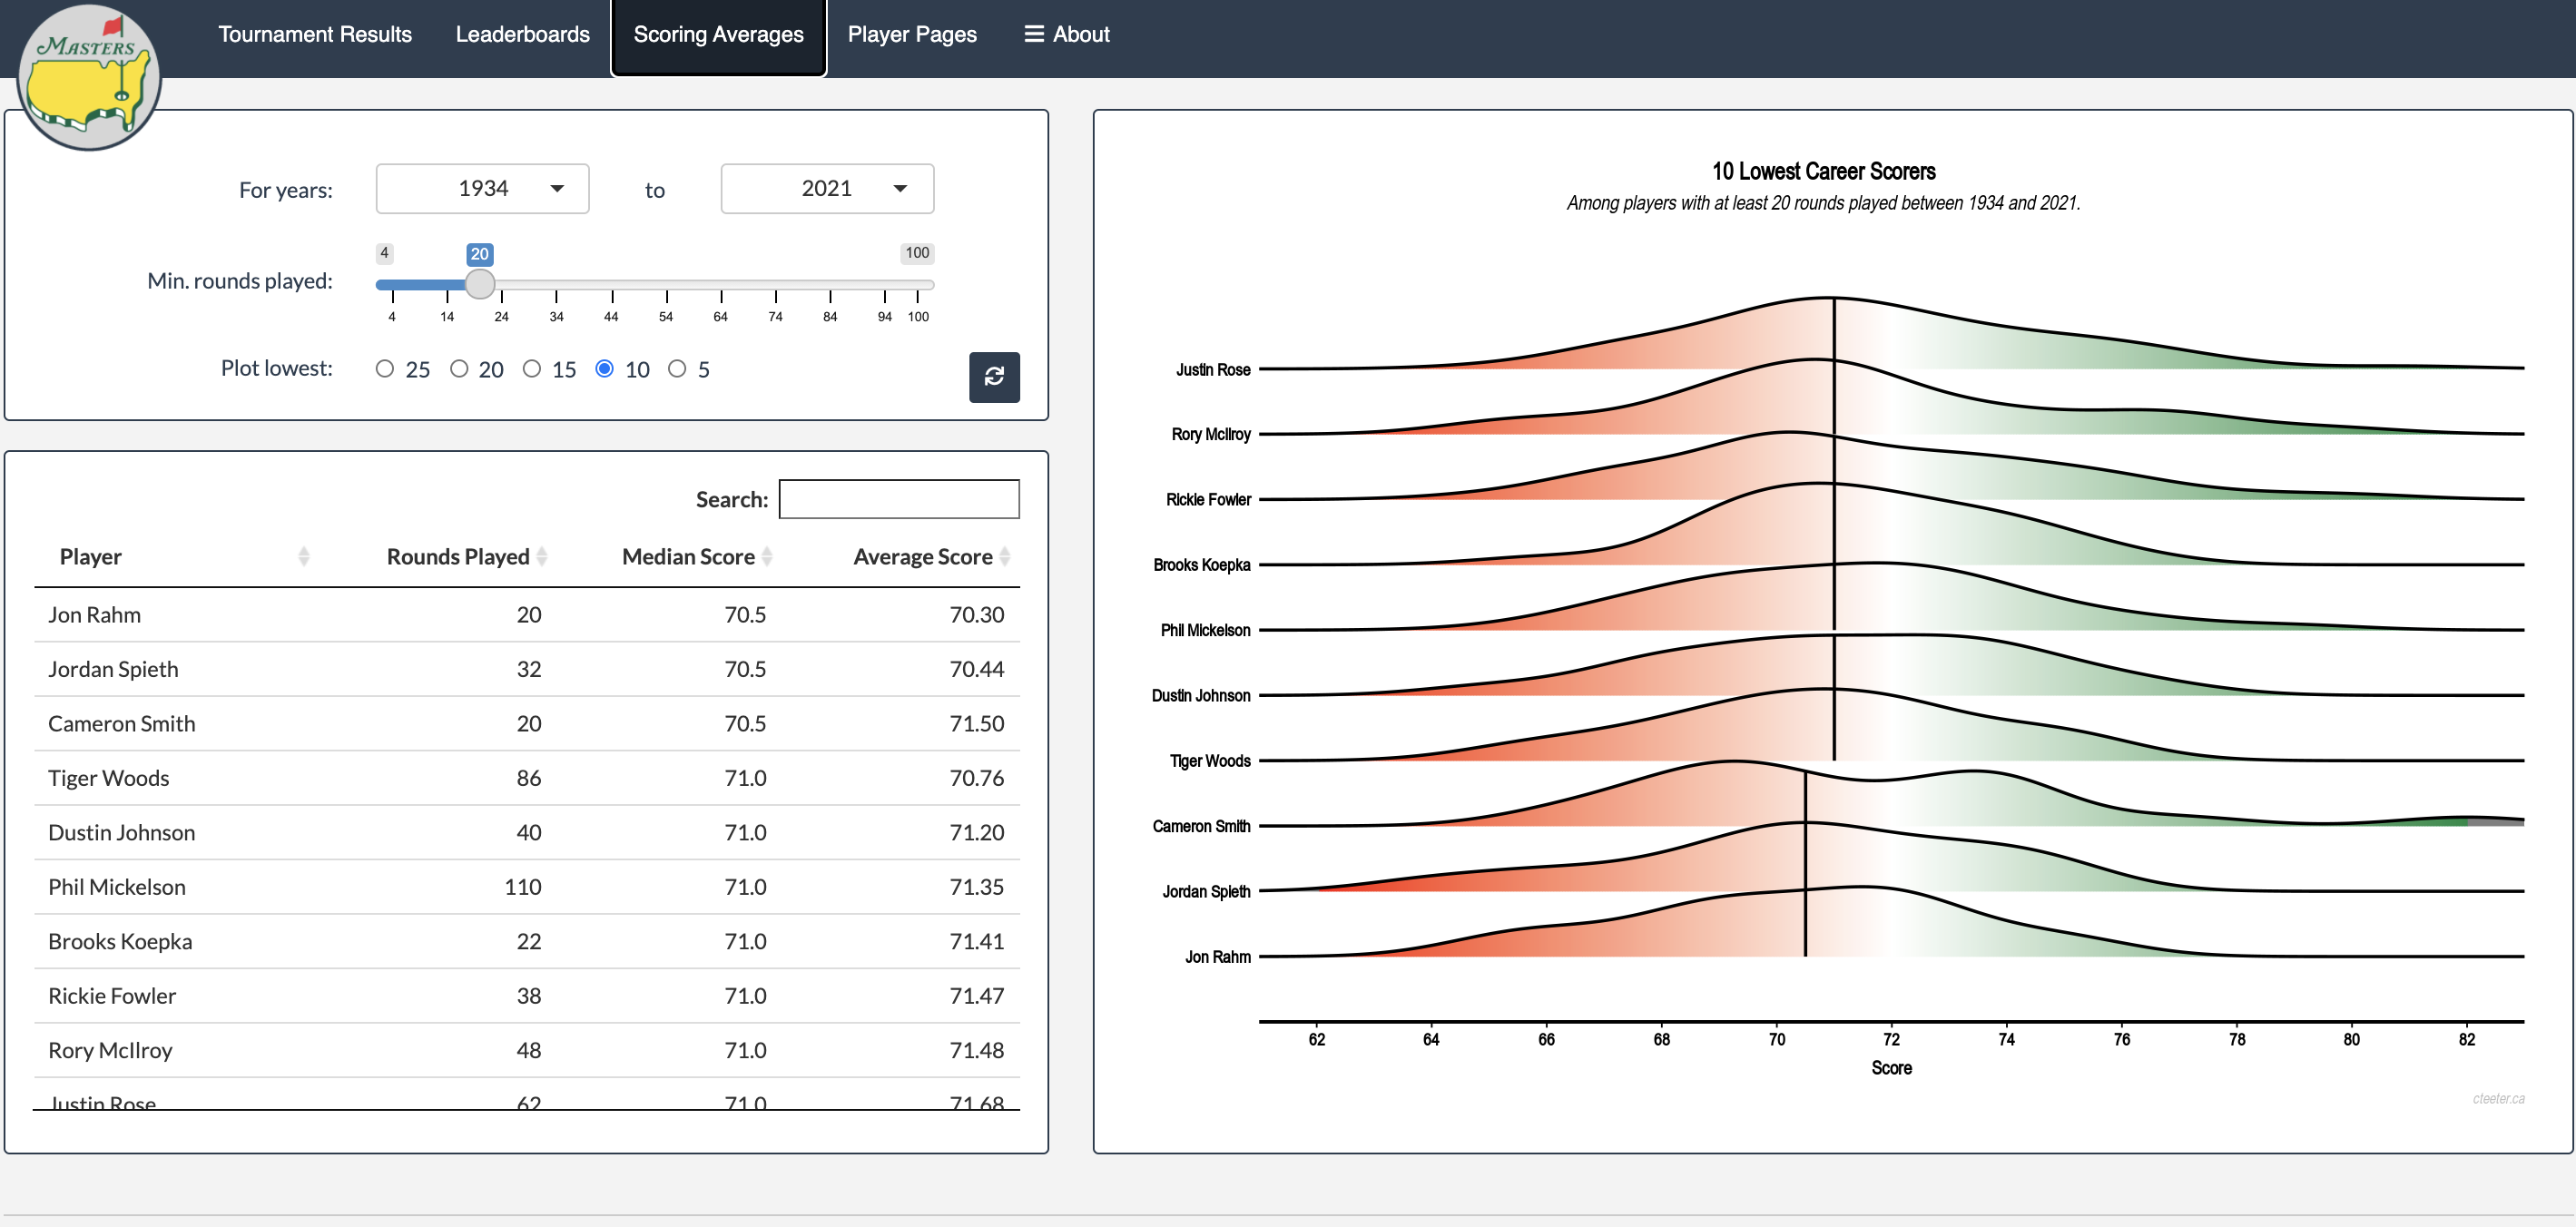 MASTERS
Tournament Results Leaderboards Scoring Averages Player Pages About
For years: 1934 to 2021
4 20 100
Min. rounds played:
4 14 24 34 44 54 64 74 84 94 100
Plot lowest: 25 20 15 10 5
Search:
Player Rounds Played Median Score Average Score
Jon Rahm 20 70.5 70.30
Jordan Spieth 32 70.5 70.44
Cameron Smith 20 70.5 71.50
Tiger Woods 86 71.0 70.76
Dustin Johnson 40 71.0 71.20
Phil Mickelson 110 71.0 71.35
Brooks Koepka 22 71.0 71.41
Rickie Fowler 38 71.0 71.47
Rory McIlroy 48 71.0 71.48
Justin Rose 62 71.0 71.68
10 Lowest Career Scorers
Among players with at least 20 rounds played between 1934 and 2021.
Justin Rose
Rory McIlroy
Rickie Fowler
Brooks Koepka
Phil Mickelson
Dustin Johnson
Tiger Woods
Cameron Smith
Jordan Spieth
Jon Rahm
62 64 66 68 70 72 74 76 78 80 82
Score
cteeter.ca